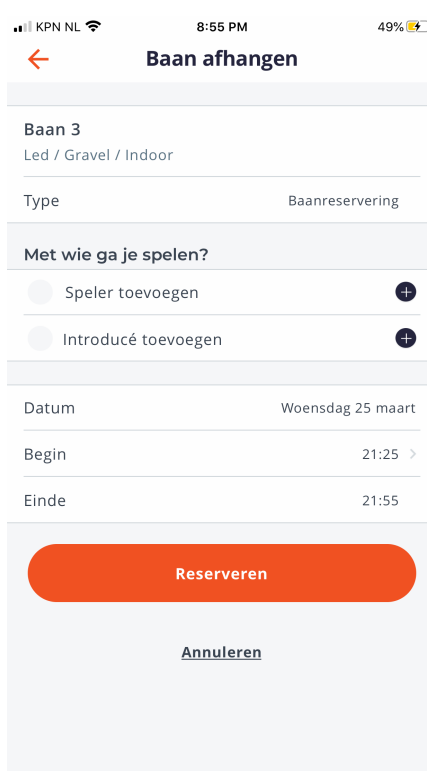 KPN NL 8:55 PM 49%
Baan afhangen
Baan 3
Led / Gravel / Indoor
Type Baanreservering
Met wie ga je spelen?
Speler toevoegen
Introducé toevoegen
Datum Woensdag 25 maart
Begin 21:25
Einde 21:55
Reserveren
Annuleren